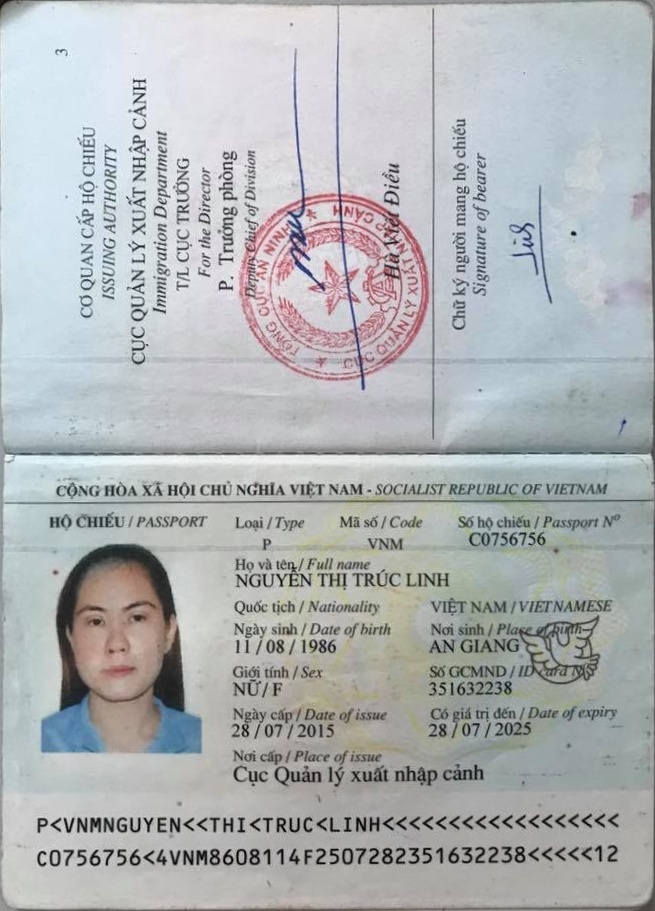 3
CƠ QUAN CẤP HỘ CHIẾU
ISSUING AUTHORITY
CỤC QUẢN LÝ XUẤT NHẬP CẢNH
Immigration Department
T/L CỤC TRƯỞNG
For the Director
P. Trưởng phòng
Deputy Chief of Division
TỔNG CỤC AN NINH
CỤC QUẢN LÝ XUẤT NHẬP CẢNH
Hà Viết Điều
Chữ ký người mang hộ chiếu
Signature of bearer
CỘNG HÒA XÃ HỘI CHỦ NGHĨA VIỆT NAM - SOCIALIST REPUBLIC OF VIETNAM
HỘ CHIẾU / PASSPORT Loại / Type Mã số / Code Số hộ chiếu / Passport Nº
P VNM C0756756
Họ và tên / Full name
NGUYỄN THỊ TRÚC LINH
Quốc tịch / Nationality VIỆT NAM / VIETNAMESE
Ngày sinh / Date of birth Nơi sinh / Place of birth
11 / 08 / 1986 AN GIANG
Giới tính / Sex Số GCMND / ID Card Nº
NỮ / F 351632238
Ngày cấp / Date of issue Có giá trị đến / Date of expiry
28 / 07 / 2015 28 / 07 / 2025
Nơi cấp / Place of issue
Cục Quản lý xuất nhập cảnh
P<VNMNGUYEN<<THI<TRUC<LINH<<<<<<<<<<<<<<<<<<
C0756756<4VNM8608114F2507282351632238<<<<<12